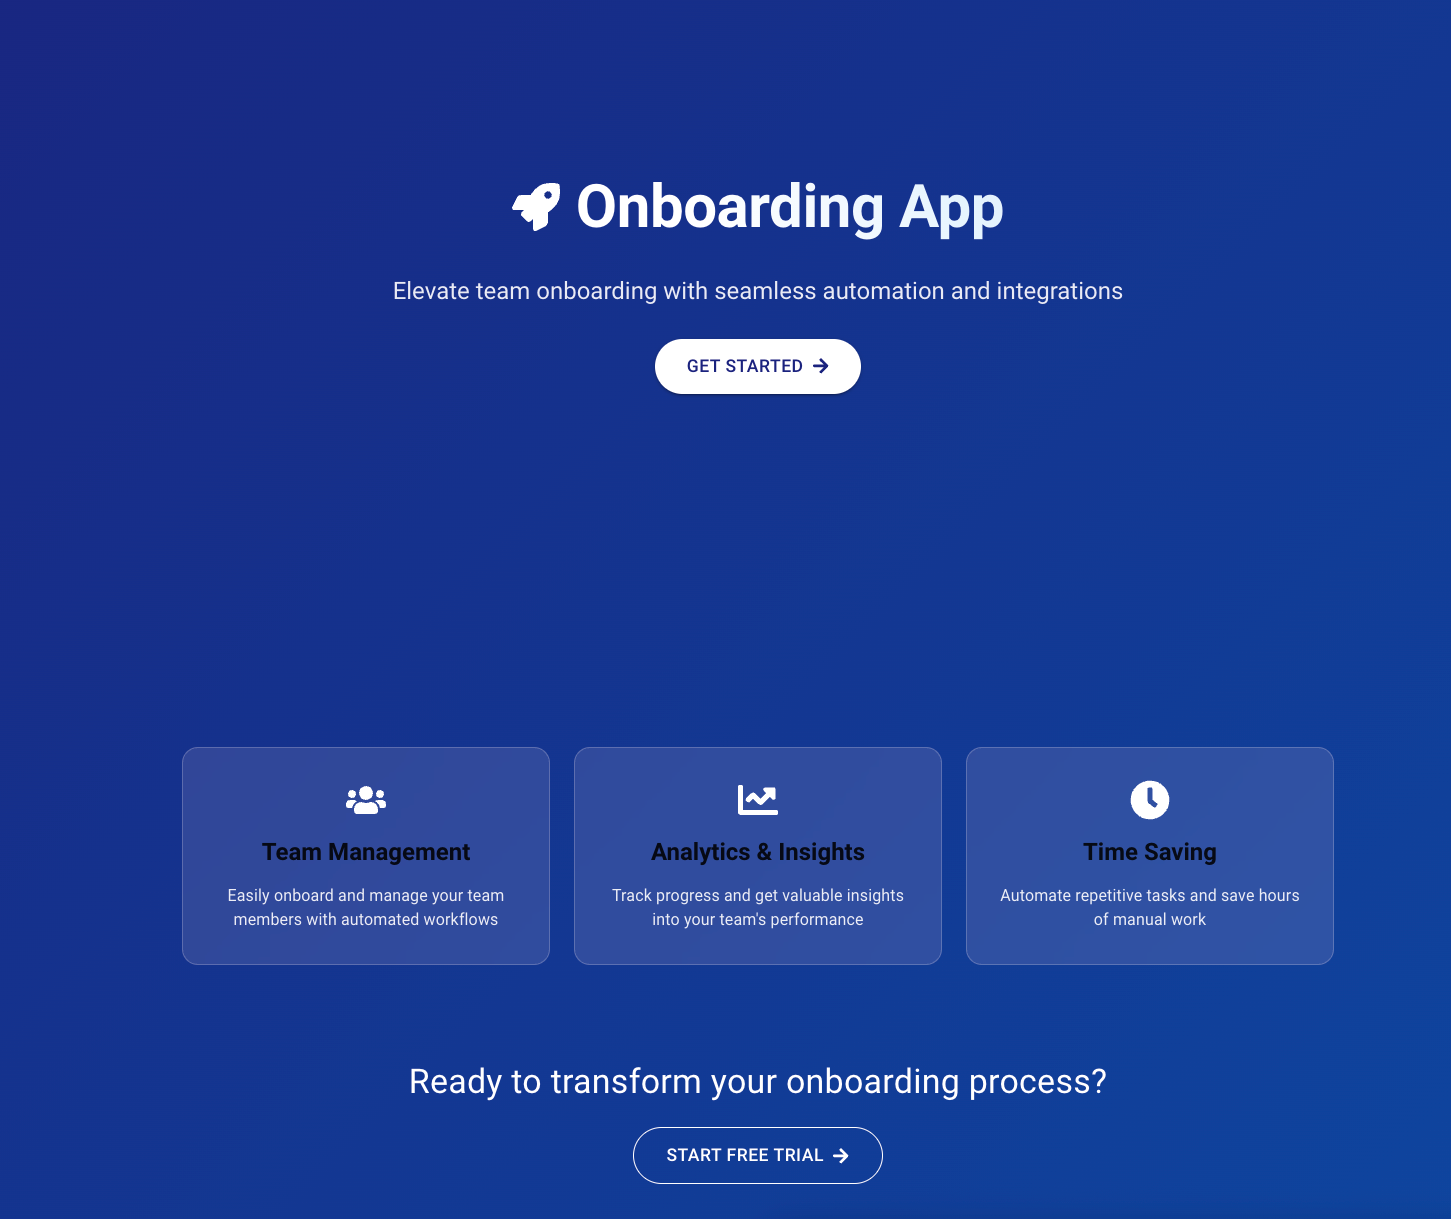 Onboarding App
Elevate team onboarding with seamless automation and integrations
GET STARTED
Team Management
Easily onboard and manage your team
members with automated workflows
Analytics & Insights
Track progress and get valuable insights
into your team's performance
Time Saving
Automate repetitive tasks and save hours
of manual work
Ready to transform your onboarding process?
START FREE TRIAL